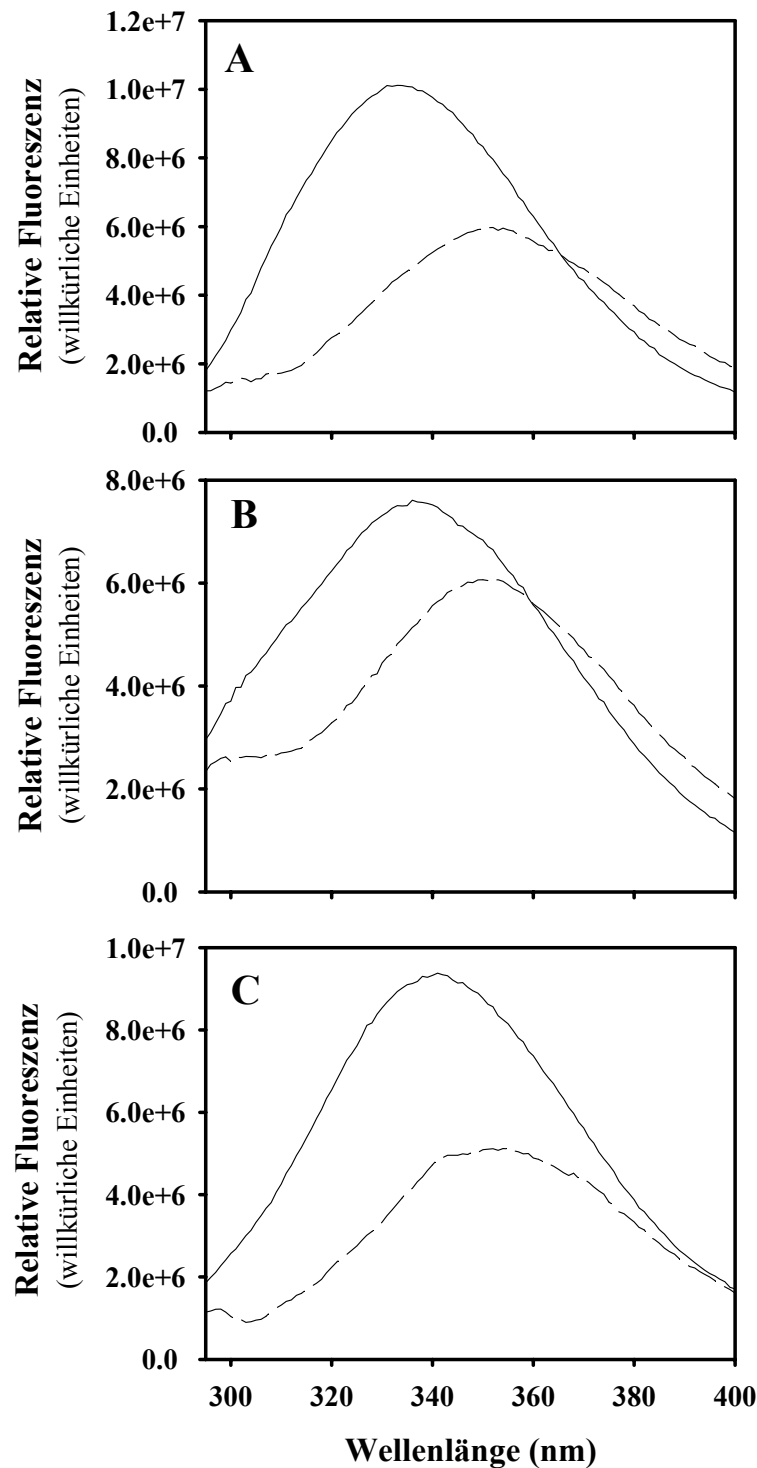 A
1.2e+7
1.0e+7
8.0e+6
6.0e+6
4.0e+6
2.0e+6
0.0
Relative Fluoreszenz
(willkürliche Einheiten)
B
8.0e+6
6.0e+6
4.0e+6
2.0e+6
0.0
Relative Fluoreszenz
(willkürliche Einheiten)
C
1.0e+7
8.0e+6
6.0e+6
4.0e+6
2.0e+6
0.0
Relative Fluoreszenz
(willkürliche Einheiten)
300 320 340 360 380 400
Wellenlänge (nm)